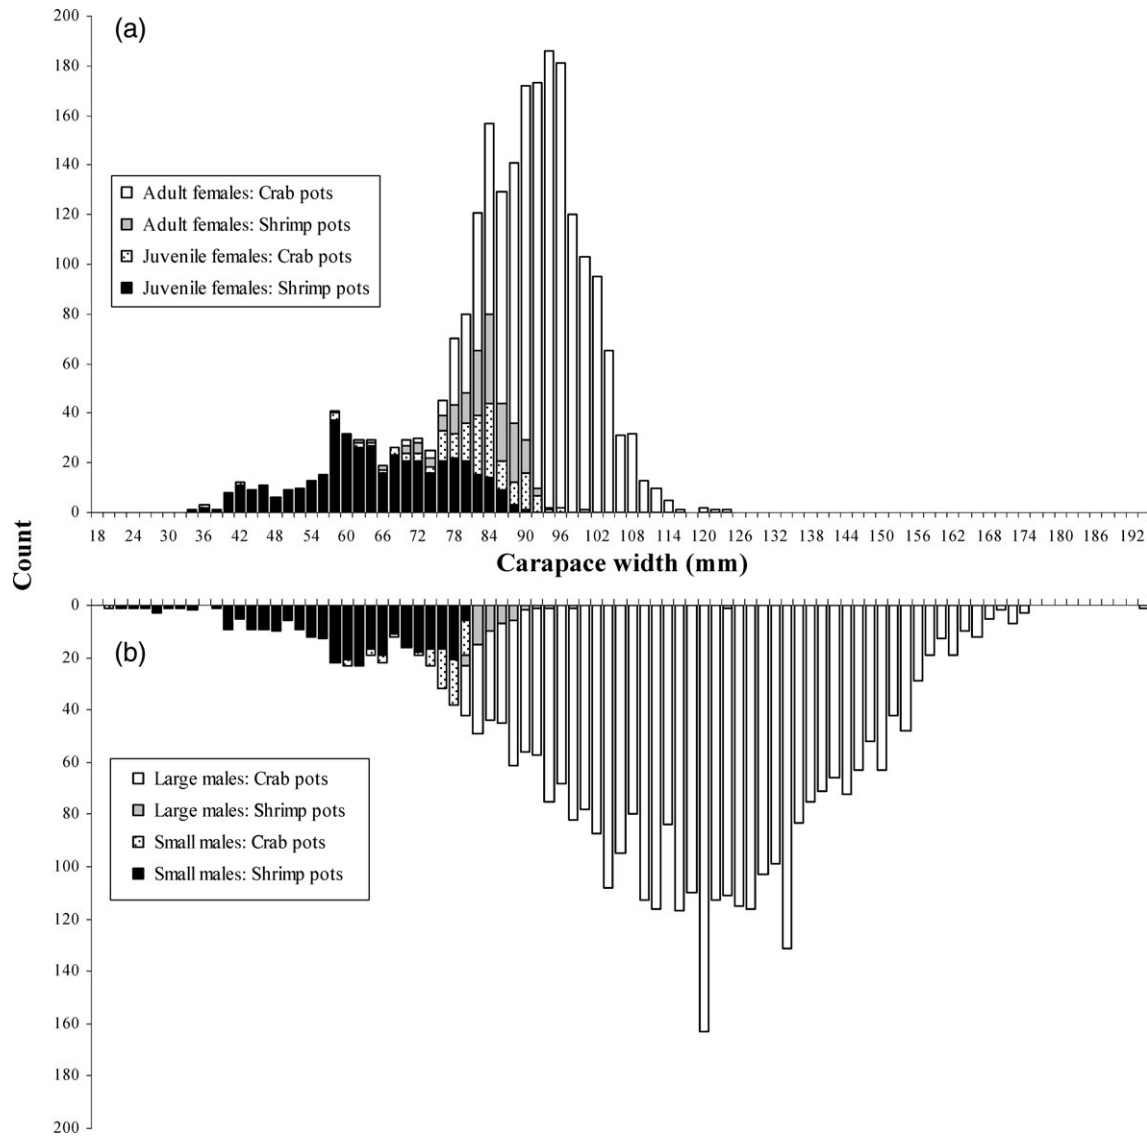 (a)
200
180
160
140
120
100
80
60
40
20
0
Adult females: Crab pots
Adult females: Shrimp pots
Juvenile females: Crab pots
Juvenile females: Shrimp pots
18 24 30 36 42 48 54 60 66 72 78 84 90 96 102 108 114 120 126 132 138 144 150 156 162 168 174 180 186 192
Carapace width (mm)
Count
(b)
0
20
40
60
80
100
120
140
160
180
200
Large males: Crab pots
Large males: Shrimp pots
Small males: Crab pots
Small males: Shrimp pots